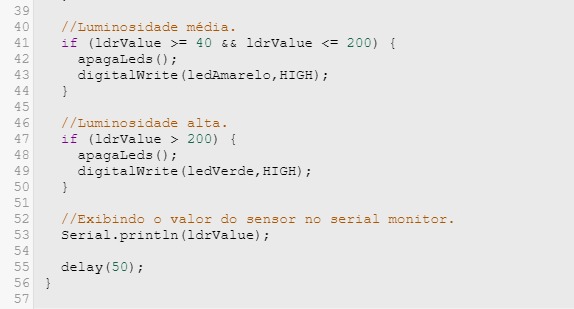 39
40 //Luminosidade média.
41 if (ldrValue >= 40 && ldrValue <= 200) {
42 apagaLeds();
43 digitalWrite(ledAmarelo,HIGH);
44 }
45
46 //Luminosidade alta.
47 if (ldrValue > 200) {
48 apagaLeds();
49 digitalWrite(ledVerde,HIGH);
50 }
51
52 //Exibindo o valor do sensor no serial monitor.
53 Serial.println(ldrValue);
54
55 delay(50);
56 }
57